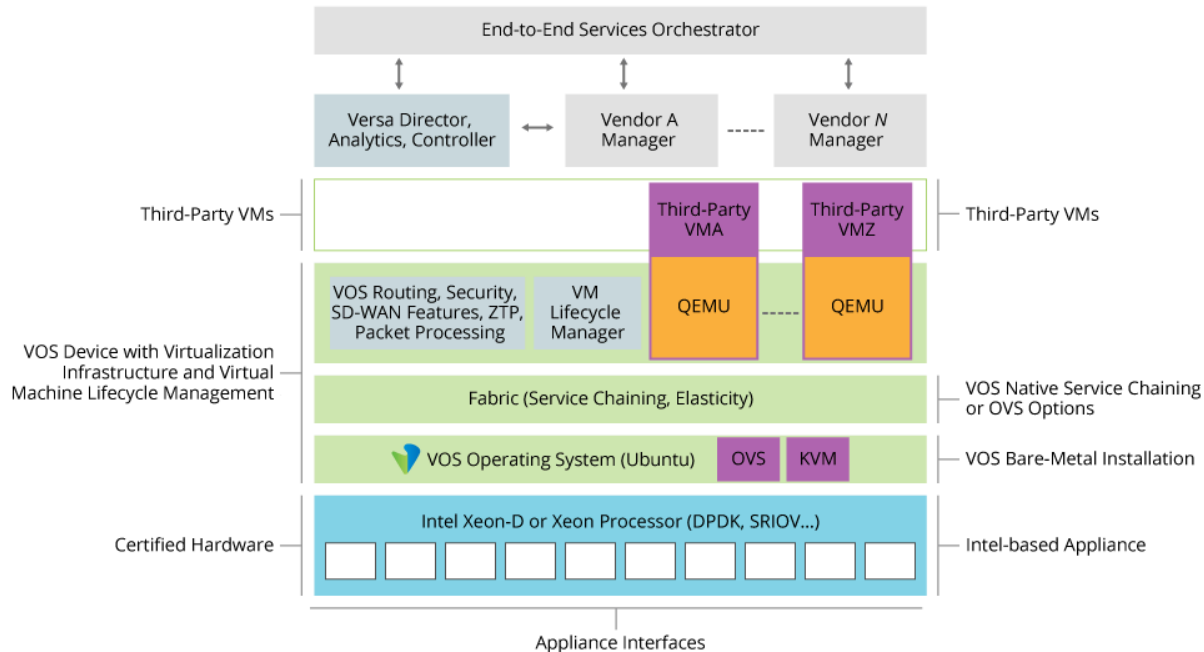 End-to-End Services Orchestrator
Versa Director,
Analytics, Controller
Vendor A
Manager
Vendor N
Manager
Third-Party VMs
Third-Party
VMA
Third-Party
VMZ
Third-Party VMs
VOS Routing, Security,
SD-WAN Features, ZTP,
Packet Processing
VM
Lifecycle
Manager
QEMU
QEMU
VOS Device with Virtualization
Infrastructure and Virtual
Machine Lifecycle Management
Fabric (Service Chaining, Elasticity)
VOS Native Service Chaining
or OVS Options
VOS Operating System (Ubuntu)
OVS
KVM
VOS Bare-Metal Installation
Certified Hardware
Intel Xeon-D or Xeon Processor (DPDK, SRIOV...)
Intel-based Appliance
Appliance Interfaces